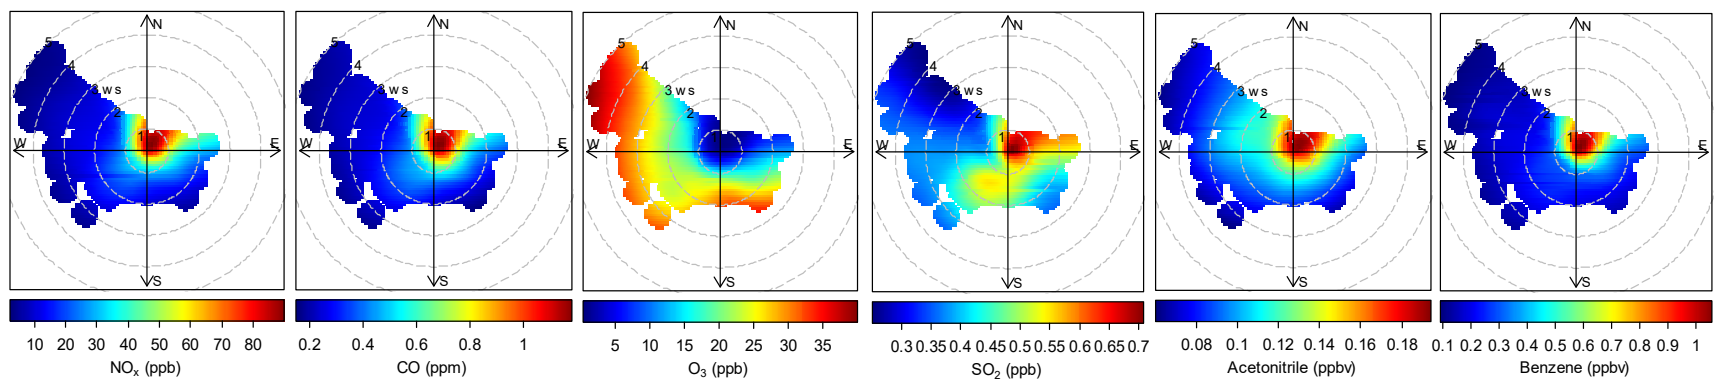 N
5
4
3 ws
2
1
W
E
S
10 20 30 40 50 60 70 80
NOx (ppb)
N
5
4
3 ws
2
1
W
E
S
0.2 0.4 0.6 0.8 1
CO (ppm)
N
5
4
3 ws
2
1
W
E
S
5 10 15 20 25 30 35
O3 (ppb)
N
5
4
3 ws
2
1
W
E
S
0.3 0.35 0.4 0.45 0.5 0.55 0.6 0.65 0.7
SO2 (ppb)
N
5
4
3 ws
2
1
W
E
S
0.08 0.1 0.12 0.14 0.16 0.18
Acetonitrile (ppbv)
N
5
4
3 ws
2
1
W
E
S
0.1 0.2 0.3 0.4 0.5 0.6 0.7 0.8 0.9 1
Benzene (ppbv)